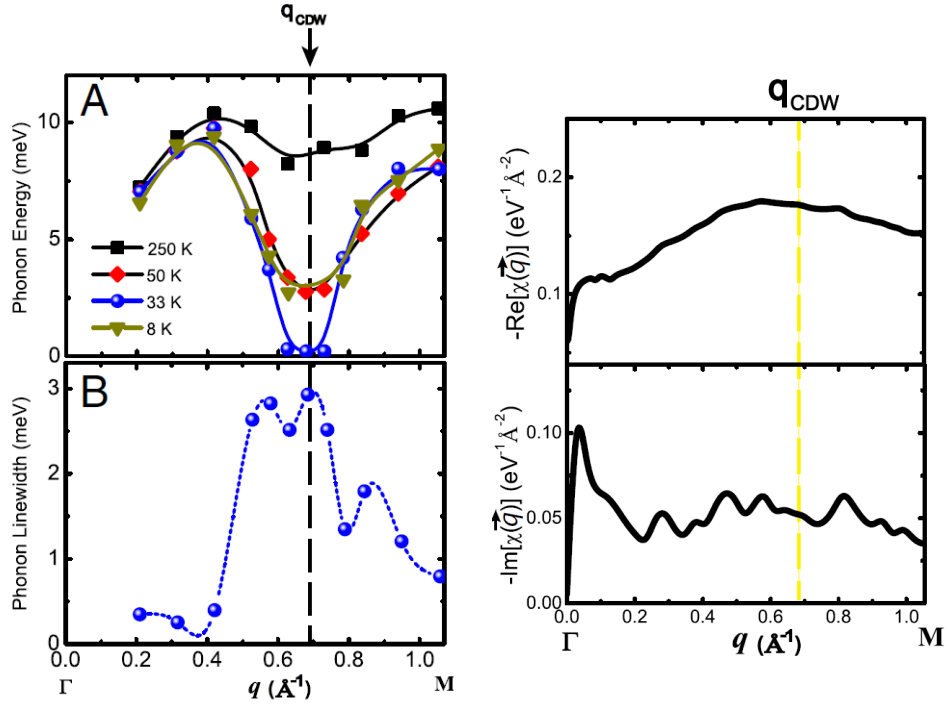 qCDW
A
Phonon Energy (meV)
10
5
0
250 K
50 K
33 K
8 K
B
Phonon Linewidth (meV)
3
2
1
0
0.0 0.2 0.4 0.6 0.8 1.0
Γ q (Å⁻¹) M
qCDW
-Re[χ(q⃗)] (eV⁻¹Å⁻²)
0.2
0.1
-Im[χ(q⃗)] (eV⁻¹Å⁻²)
0.10
0.05
0.00
0.0 0.2 0.4 0.6 0.8 1.0
Γ q (Å⁻¹) M